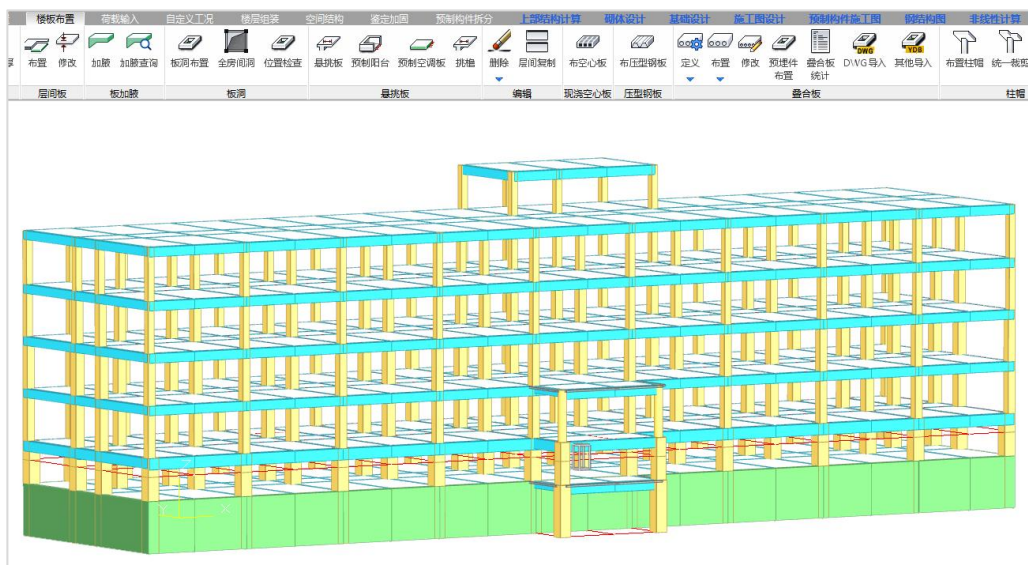 楼板布置 荷载输入 自定义工况 楼层组装 空间结构 鉴定加固 预制构件拆分 上部结构计算 砌体设计 基础设计 施工图设计 预制构件施工图 钢结构图 非线性计算
布置 修改 加腋 加腋查询 板洞布置 全房间洞 位置检查 悬挑板 预制阳台 预制空调板 挑檐 删除 层间复制 布空心板 布压型钢板 定义 布置 修改 预埋件布置 叠合板统计 DWG导入 其他导入 布置柱帽 统一裁剪
层间板 板加腋 板洞 悬挑板 编辑 现浇空心板 压型钢板 叠合板 柱帽